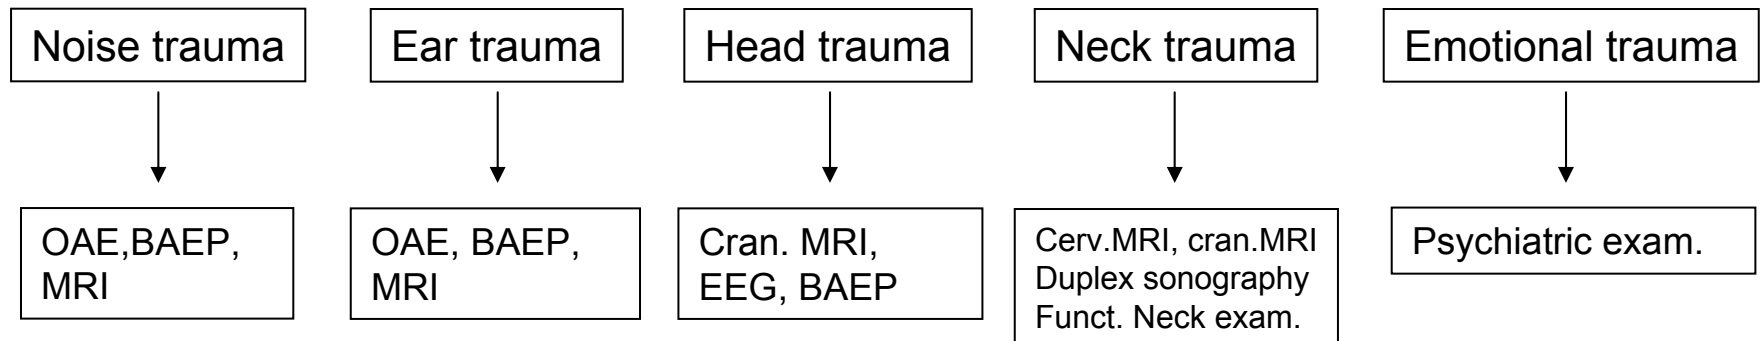 Noise trauma
Ear trauma
Head trauma
Neck trauma
Emotional trauma
OAE,BAEP,
MRI
OAE, BAEP,
MRI
Cran. MRI,
EEG, BAEP
Cerv.MRI, cran.MRI
Duplex sonography
Funct. Neck exam.
Psychiatric exam.